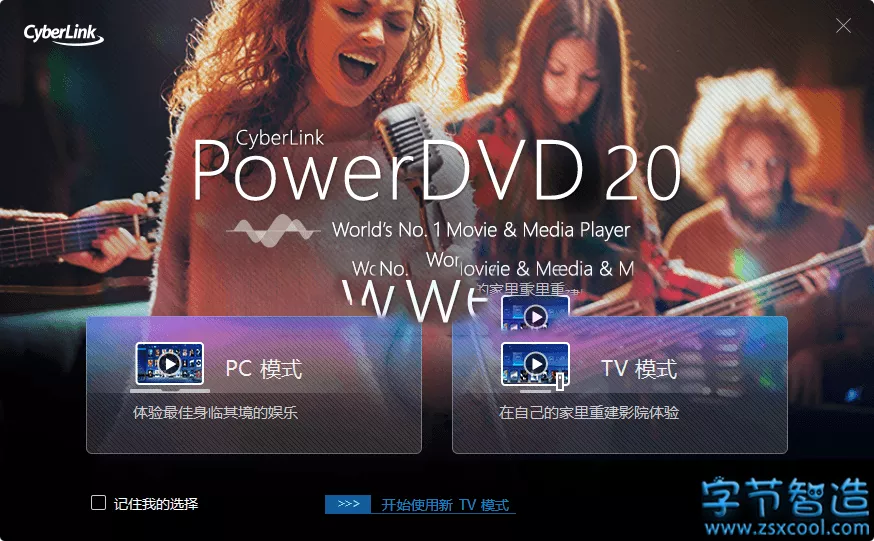 CyberLink
CyberLink
PowerDVD 20
World's No. 1 Movie & Media Player
PC 模式
体验最佳身临其境的娱乐
TV 模式
在自己的家里重建影院体验
记住我的选择
>>> 开始使用新 TV 模式
字节智造
www.zsxcool.com